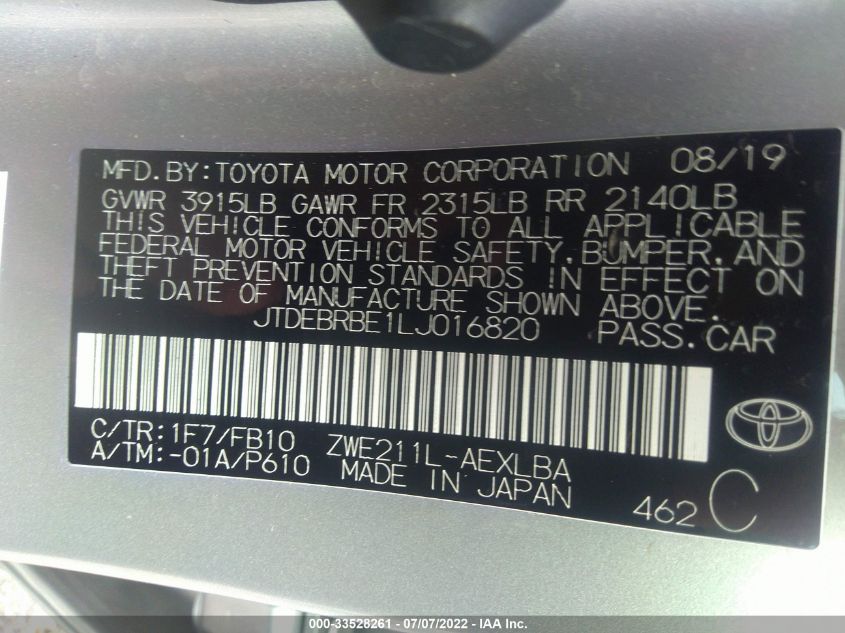 MFD.BY:TOYOTA MOTOR CORPORATION 08/19
GVWR 3915LB GAWR FR 2315LB RR 2140LB
THIS VEHICLE CONFORMS TO ALL APPLICABLE
FEDERAL MOTOR VEHICLE SAFETY,BUMPER,AND
THEFT PREVENTION STANDARDS IN EFFECT ON
THE DATE OF MANUFACTURE SHOWN ABOVE.
JTDEBRBE1LJ016820 PASS.CAR
C/TR:1F7/FB10 ZWE211L-AEXLBA
A/TM:-01A/P610 MADE IN JAPAN
462 C
000-33528261 - 07/07/2022 - IAA Inc.